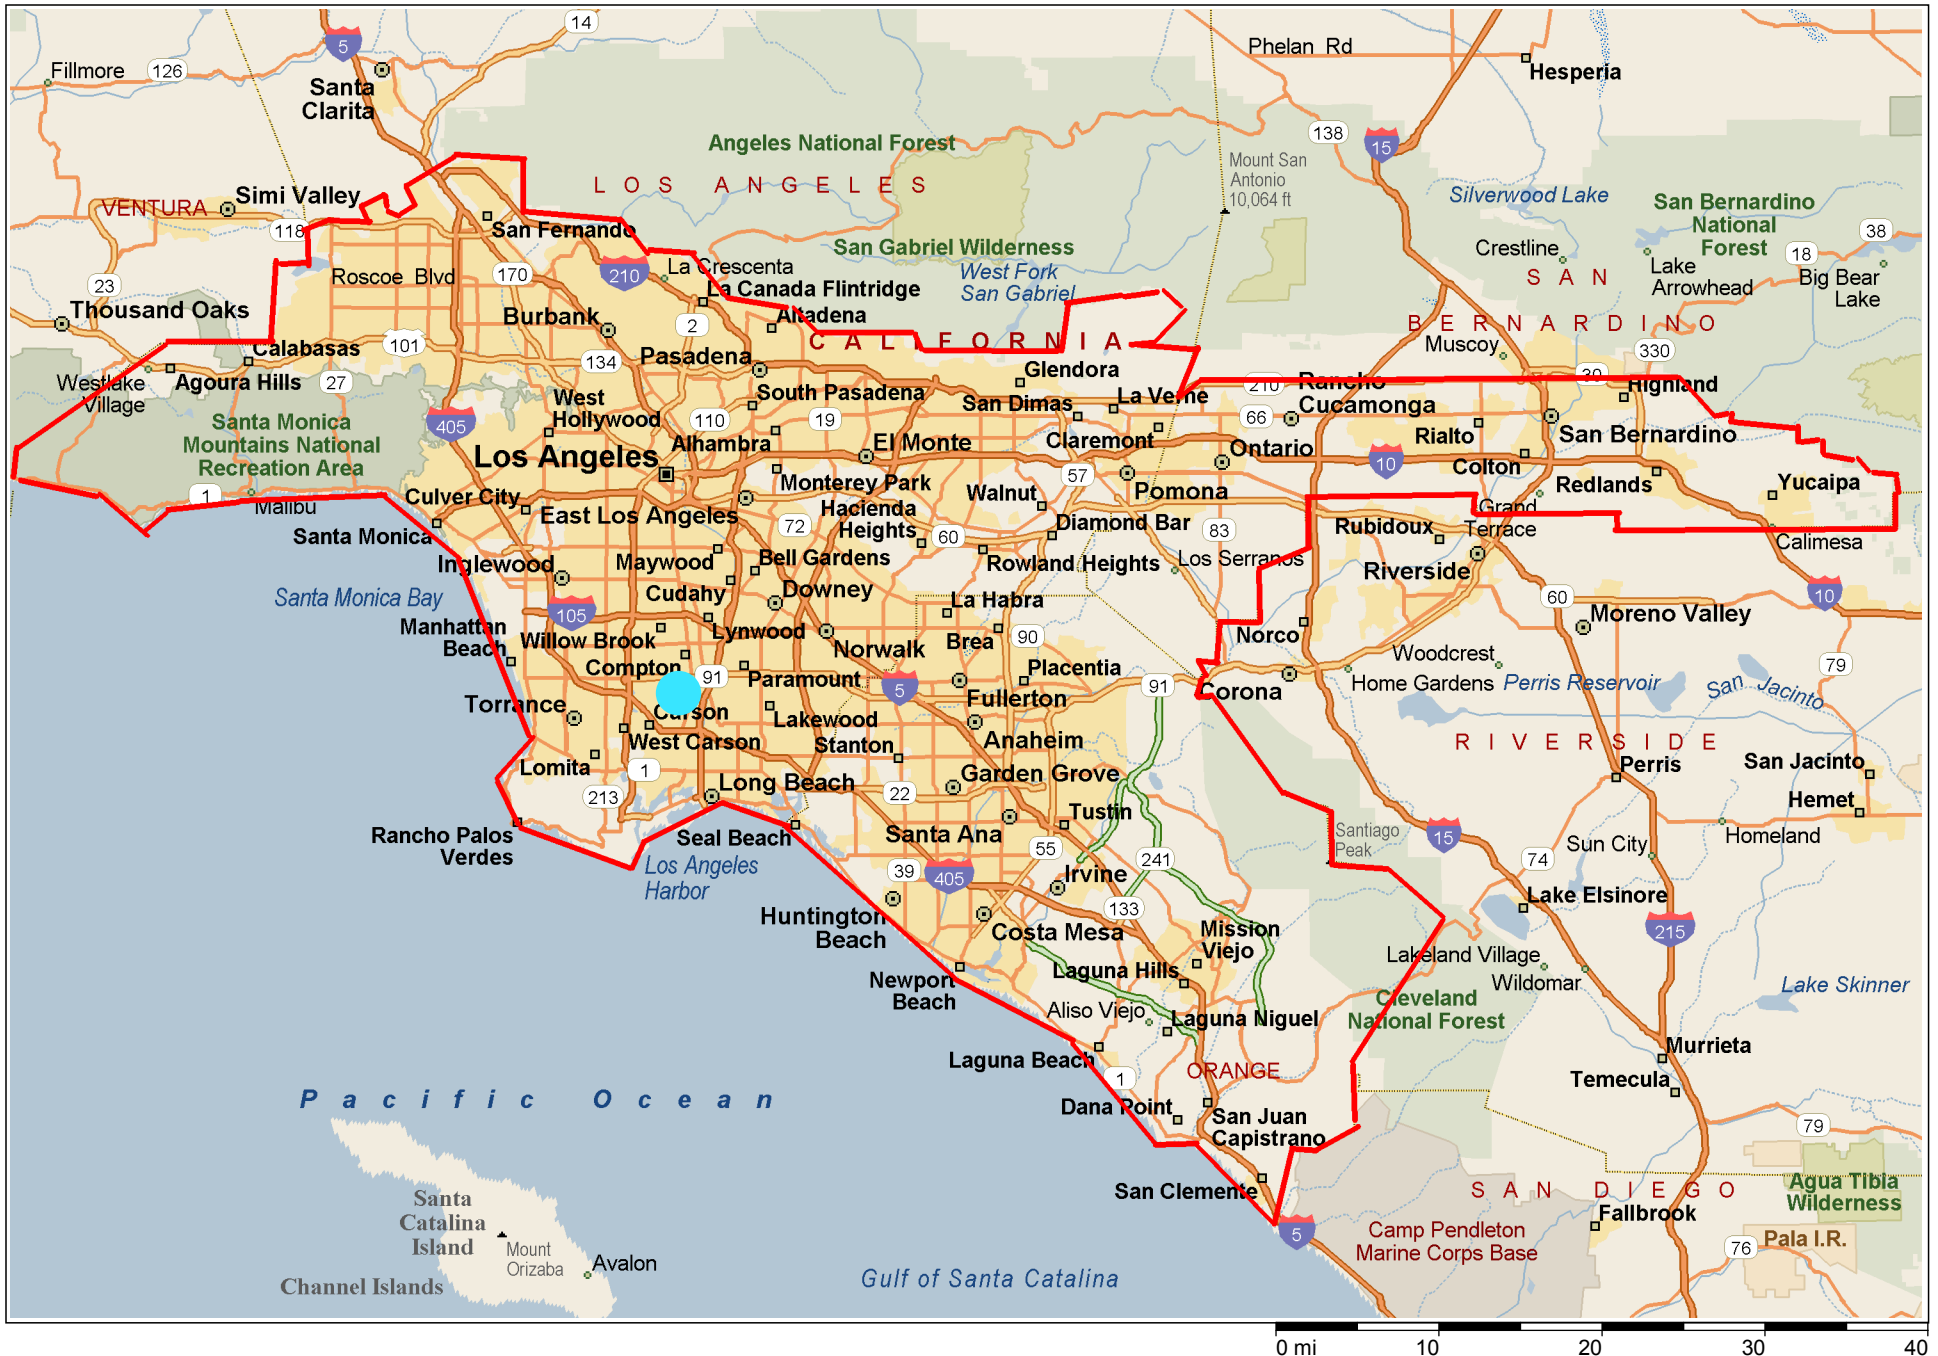 14
5
Phelan Rd
Fillmore
126
Hesperia
Santa
Clarita
138
15
Angeles National Forest
Mount San
Antonio
10,064 ft
LOS ANGELES
Silverwood Lake
San Bernardino
National
Forest
Simi Valley
VENTURA
118
San Fernando
38
18
San Gabriel Wilderness
Crestline
SAN
Lake
Arrowhead
Big Bear
Lake
West Fork
San Gabriel
La Crescenta
210
170
Roscoe Blvd
23
La Canada Flintridge
Thousand Oaks
Burbank
Altadena
2
CALIFORNIA
BERNARDINO
Muscoy
330
101
Calabasas
134
Pasadena
Glendora
Westlake
Village
Agoura Hills
27
South Pasadena
210
Rancho
Cucamonga
30
Highland
West
Hollywood
La Verne
San Dimas
66
110
19
405
Santa Monica
Mountains National
Recreation Area
Alhambra
El Monte
Claremont
Ontario
Rialto
San Bernardino
Los Angeles
10
Colton
57
Monterey Park
Walnut
Pomona
Redlands
Yucaipa
1
Malibu
Culver City
East Los Angeles
Hacienda
Heights
Grand
Terrace
72
Diamond Bar
83
Rubidoux
Santa Monica
60
Calimesa
Maywood
Bell Gardens
Rowland Heights
Los Serranos
Inglewood
Riverside
Cudahy
Downey
10
Santa Monica Bay
105
La Habra
60
Moreno Valley
Manhattan
Beach
Willow Brook
Lynwood
Norwalk
Brea
90
Norco
Compton
91
Paramount
Placentia
Woodcrest
79
5
91
Corona
Home Gardens
Perris Reservoir
San Jacinto
Torrance
Carson
Lakewood
Fullerton
West Carson
Stanton
Anaheim
RIVERSIDE
Lomita
1
Perris
San Jacinto
213
Long Beach
22
Garden Grove
Hemet
Tustin
Rancho Palos
Verdes
Seal Beach
Santa Ana
Santiago
Peak
15
Homeland
Los Angeles
Harbor
55
241
74
Sun City
39
405
Irvine
Lake Elsinore
133
Huntington
Beach
Costa Mesa
Mission
Viejo
215
Lakeland Village
Laguna Hills
Wildomar
Lake Skinner
Newport
Beach
Aliso Viejo
Laguna Niguel
Cleveland
National Forest
Murrieta
Laguna Beach
ORANGE
1
Temecula
Pacific Ocean
Dana Point
San Juan
Capistrano
79
San Clemente
SAN DIEGO
Agua Tibia
Wilderness
Santa
Catalina
Island
Fallbrook
5
Camp Pendleton
Marine Corps Base
76
Pala I.R.
Mount
Orizaba
Avalon
Channel Islands
Gulf of Santa Catalina
0 mi 10 20 30 40